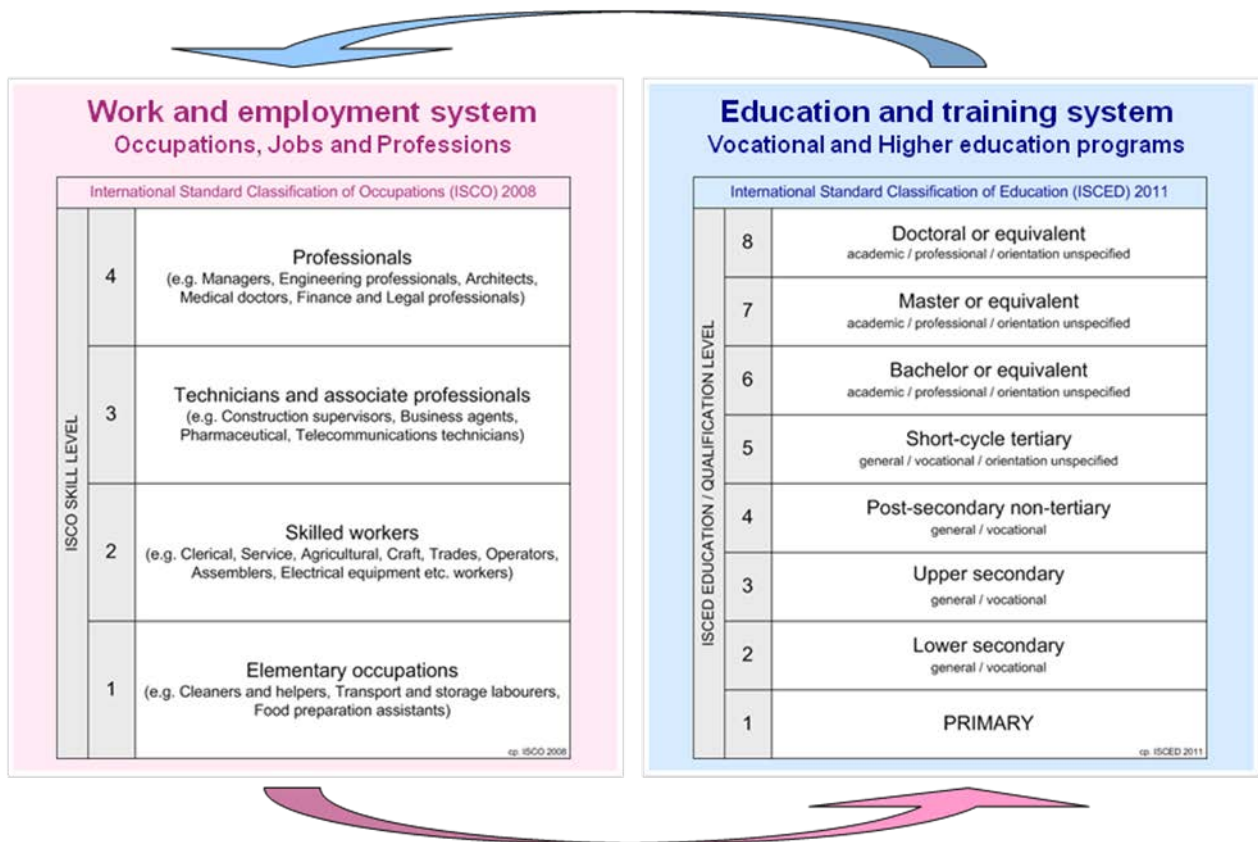 Work and employment system
Occupations, Jobs and Professions
International Standard Classification of Occupations (ISCO) 2008
ISCO SKILL LEVEL
4
Professionals
(e.g. Managers, Engineering professionals, Architects,
Medical doctors, Finance and Legal professionals)
3
Technicians and associate professionals
(e.g. Construction supervisors, Business agents,
Pharmaceutical, Telecommunications technicians)
2
Skilled workers
(e.g. Clerical, Service, Agricultural, Craft, Trades, Operators,
Assemblers, Electrical equipment etc. workers)
1
Elementary occupations
(e.g. Cleaners and helpers, Transport and storage labourers,
Food preparation assistants)
cp. ISCO 2008
Education and training system
Vocational and Higher education programs
International Standard Classification of Education (ISCED) 2011
ISCED EDUCATION / QUALIFICATION LEVEL
8
Doctoral or equivalent
academic / professional / orientation unspecified
7
Master or equivalent
academic / professional / orientation unspecified
6
Bachelor or equivalent
academic / professional / orientation unspecified
5
Short-cycle tertiary
general / vocational / orientation unspecified
4
Post-secondary non-tertiary
general / vocational
3
Upper secondary
general / vocational
2
Lower secondary
general / vocational
1
PRIMARY
cp. ISCED 2011